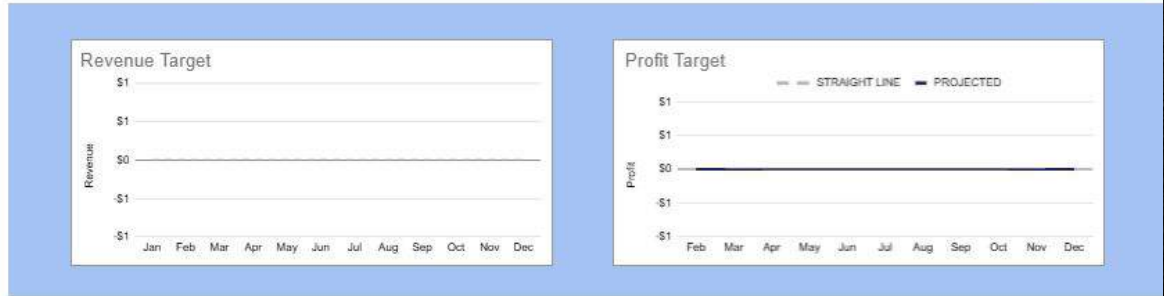 Revenue Target
$1
$1
$0
-$1
-$1
Revenue
Jan Feb Mar Apr May Jun Jul Aug Sep Oct Nov Dec
Profit Target
STRAIGHT LINE PROJECTED
$1
$1
$0
-$1
-$1
Profit
Feb Mar Apr May Jun Jul Aug Sep Oct Nov Dec